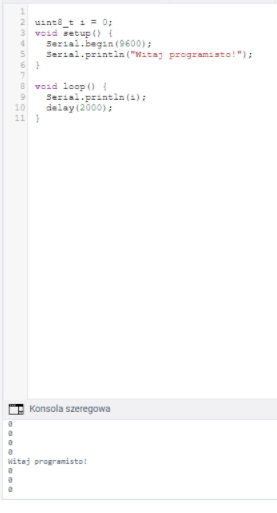 1
2 uint8_t i = 0;
3 void setup() {
4 Serial.begin(9600);
5 Serial.println("Witaj programisto!");
6 }
7
8 void loop() {
9 Serial.println(i);
10 delay(2000);
11 }
Konsola szeregowa
0
0
0
0
Witaj programisto!
0
0
0